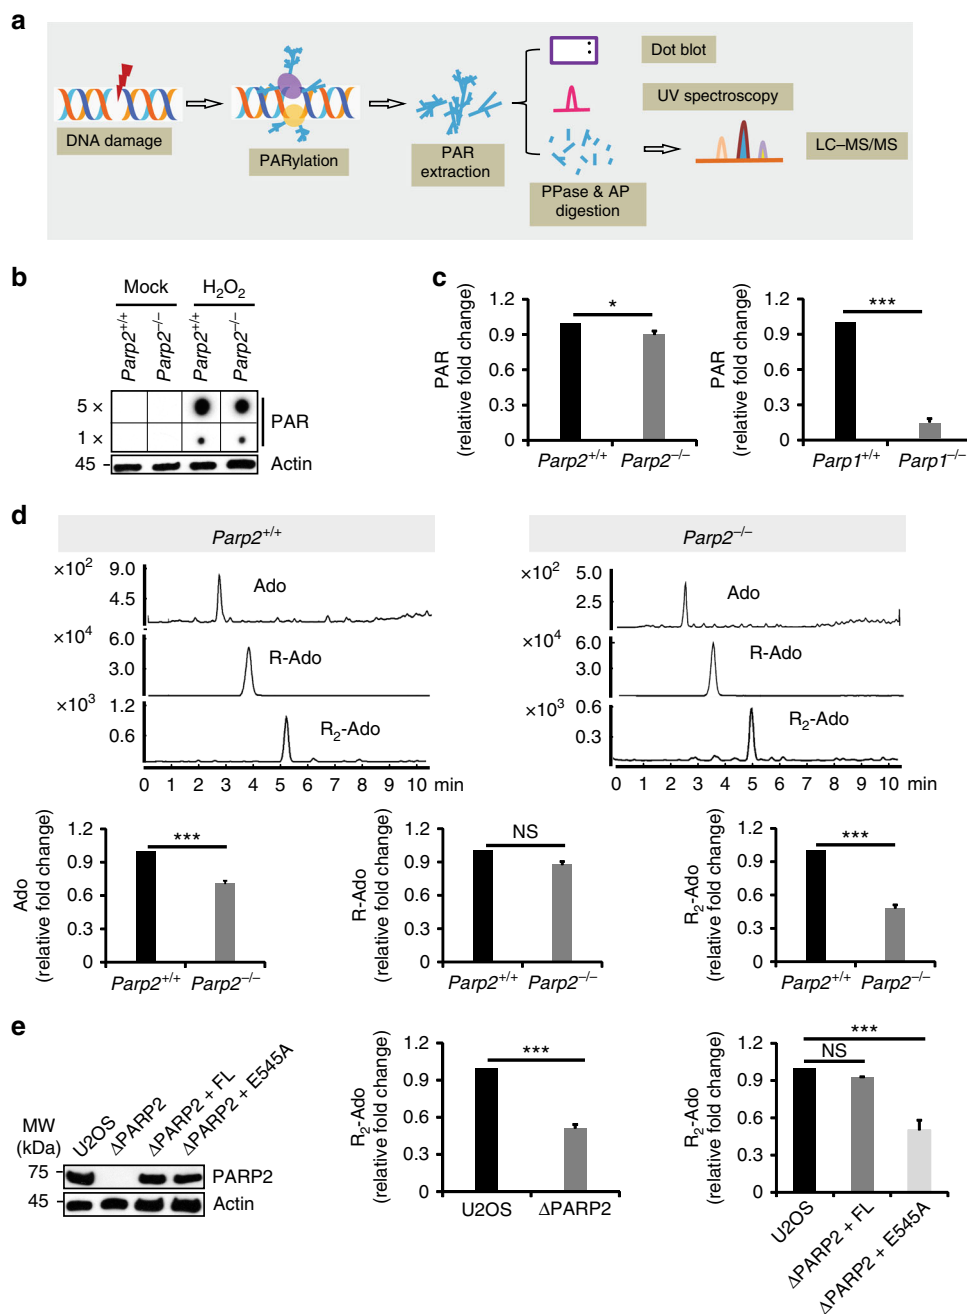 a
DNA damage
PARylation
PAR
extraction
Dot blot
UV spectroscopy
PPase & AP
digestion
LC–MS/MS
b
Mock
H2O2
Parp2+/+
Parp2–/–
Parp2+/+
Parp2–/–
5 ×
1 ×
PAR
45
Actin
c
PAR
(relative fold change)
1.2
0.9
0.6
0.3
0
*
Parp2+/+
Parp2–/–
PAR
(relative fold change)
1.2
0.9
0.6
0.3
0
***
Parp1+/+
Parp1–/–
d
Parp2+/+
×102
9.0
4.5
Ado
×104
6.0
3.0
R-Ado
×103
1.2
0.6
R2-Ado
0 1 2 3 4 5 6 7 8 9 10 min
Parp2–/–
×102
5.0
2.5
Ado
×104
6.0
3.0
R-Ado
×103
0.6
0.3
R2-Ado
0 1 2 3 4 5 6 7 8 9 10 min
Ado
(relative fold change)
1.2
0.9
0.6
0.3
0
***
Parp2+/+
Parp2–/–
R-Ado
(relative fold change)
1.2
0.9
0.6
0.3
0
NS
Parp2+/+
Parp2–/–
R2-Ado
(relative fold change)
1.2
0.9
0.6
0.3
0
***
Parp2+/+
Parp2–/–
e
MW
(kDa)
U2OS
ΔPARP2
ΔPARP2 + FL
ΔPARP2 + E545A
75
PARP2
45
Actin
R2-Ado
(relative fold change)
1.2
0.9
0.6
0.3
0
***
U2OS
ΔPARP2
R2-Ado
(relative fold change)
1.2
0.9
0.6
0.3
0
***
NS
U2OS
ΔPARP2 + FL
ΔPARP2 + E545A